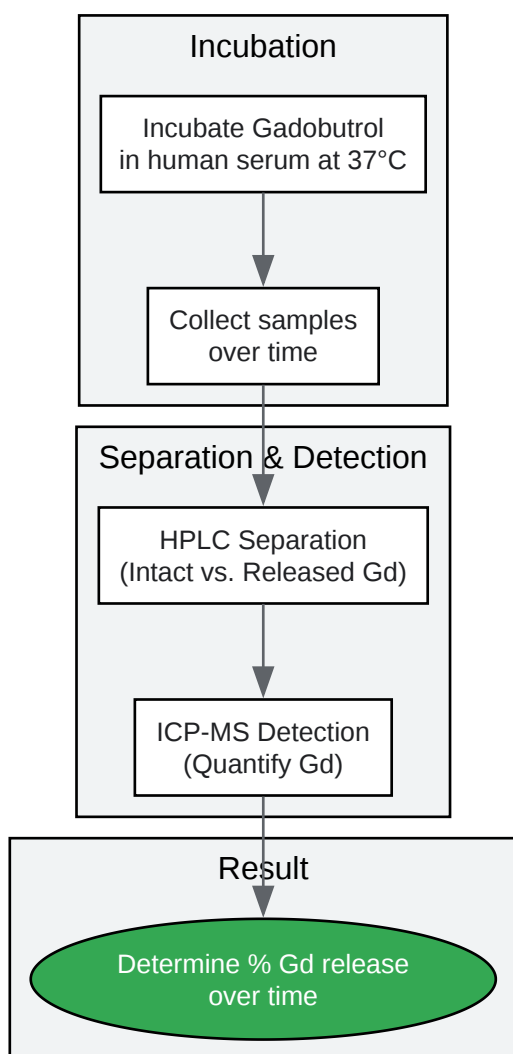 Incubation
Incubate Gadobutrol
in human serum at 37°C
Collect samples
over time
Separation & Detection
HPLC Separation
(Intact vs. Released Gd)
ICP-MS Detection
(Quantify Gd)
Result
Determine % Gd release
over time